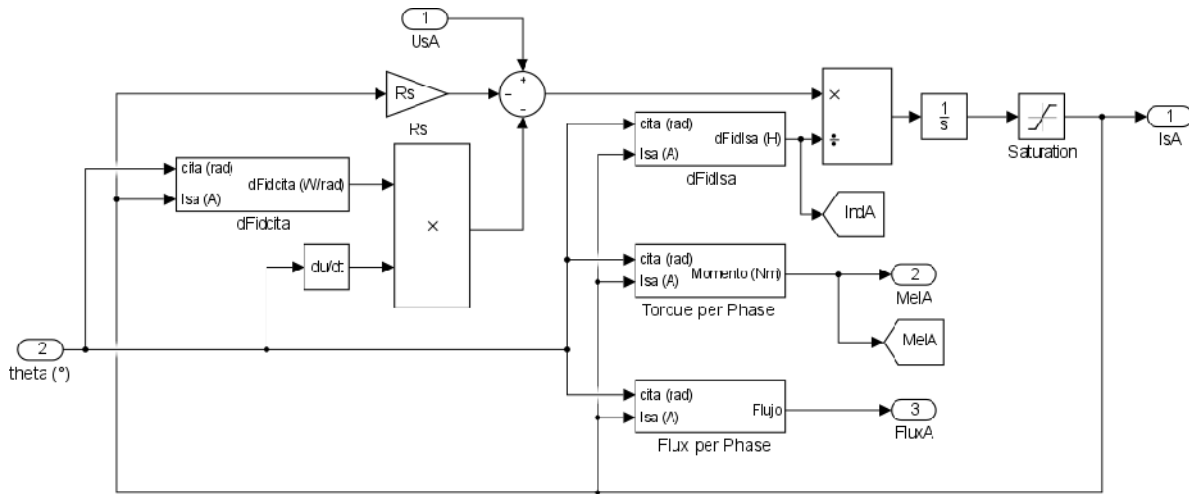 1
UsA
Rs
Rs
+
-
-
×
÷
1
s
Saturation
1
IsA
cita (rad)
Isa (A)
dFidIsa (H)
dFidIsa
IndA
cita (rad)
Isa (A)
dFidcita (W/rad)
dFidcita
×
du/dt
cita (rad)
Isa (A)
Momento (Nm)
Torcue per Phase
2
MelA
MelA
2
theta (°)
cita (rad)
Isa (A)
Flujo
Flux per Phase
3
FluxA